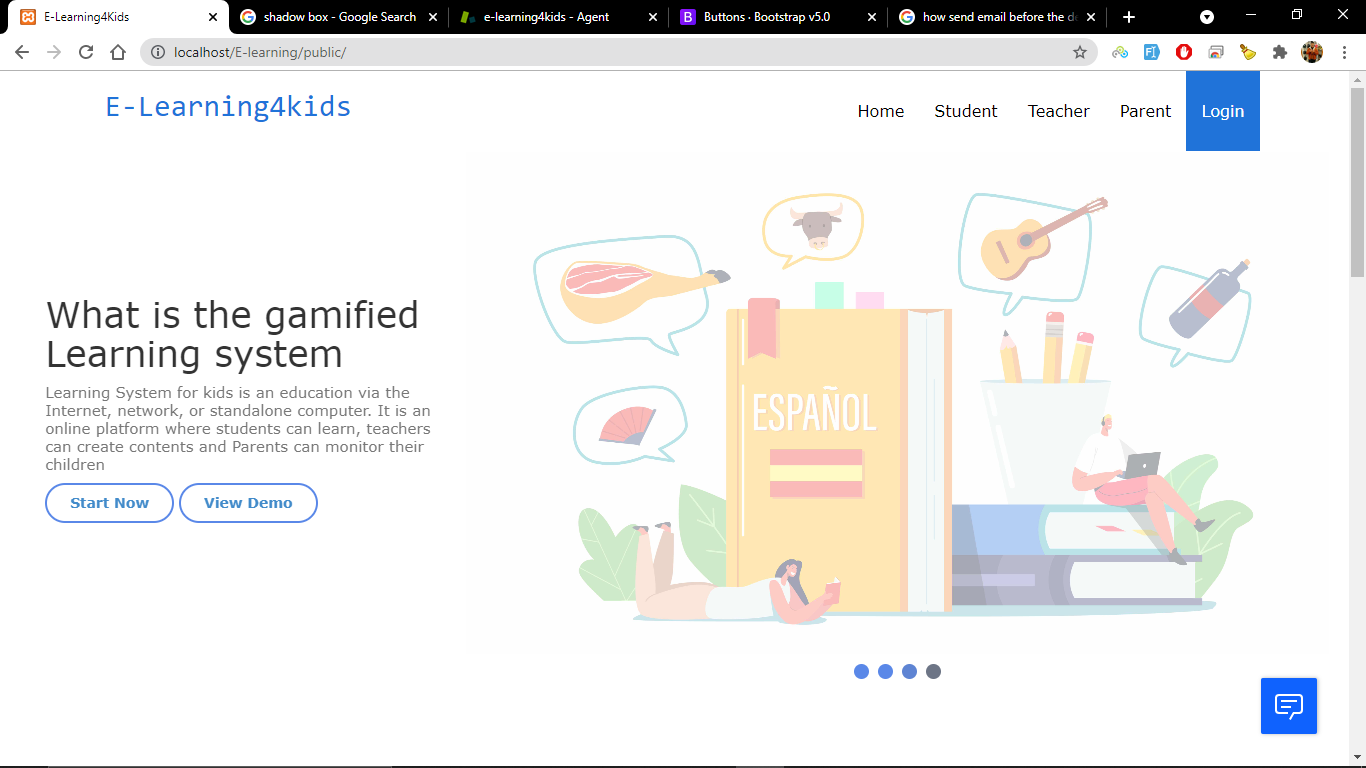 E-Learning4Kids
shadow box - Google Search
e-learning4kids - Agent
Buttons · Bootstrap v5.0
how send email before the d
localhost/E-learning/public/
E-Learning4kids
Home Student Teacher Parent Login
What is the gamified
Learning system
Learning System for kids is an education via the
Internet, network, or standalone computer. It is an
online platform where students can learn, teachers
can create contents and Parents can monitor their
children
Start Now View Demo
ESPAÑOL